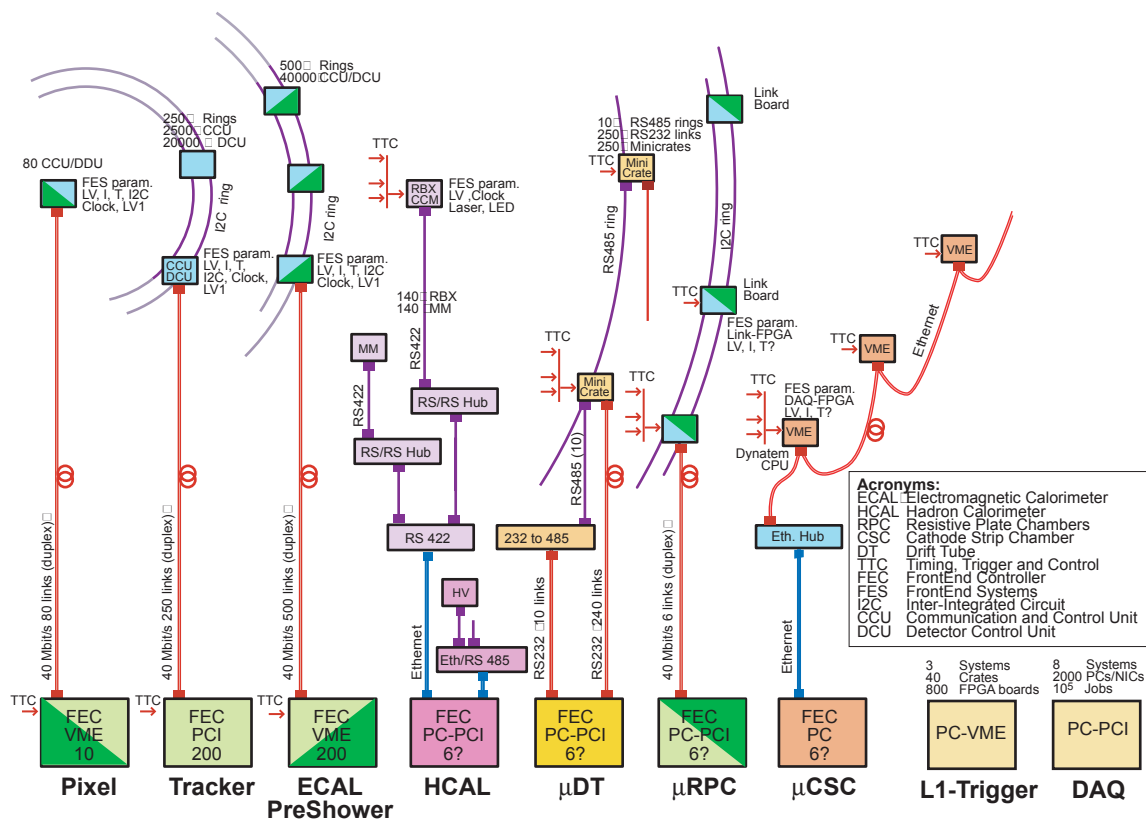 500□ Rings
40000□CCU/DCU
250□ Rings
2500□CCU
20000□ DCU
80 CCU/DDU
FES param.
LV, I, T, I2C
Clock, LV1
I2C ring
CCU
DCU
FES param.
LV, I, T,
I2C, Clock,
LV1
I2C ring
FES param.
LV, I, T, I2C
Clock, LV1
TTC
RBX
CCM
FES param.
LV ,Clock
Laser, LED
140□RBX
140□MM
RS422
MM
RS422
RS/RS Hub
RS/RS Hub
RS 422
HV
Eth/RS 485
Ethernet
10□ RS485 rings
250□RS232 links
250□Minicrates
TTC
Mini
Crate
RS485 ring
TTC
Mini
Crate
RS485 (10)
232 to 485
RS232 □10 links
RS232 □240 links
Link
Board
I2C ring
TTC
Link
Board
FES param.
Link-FPGA
LV, I, T?
TTC
TTC
VME
Ethernet
TTC
VME
TTC
FES param.
DAQ-FPGA
LV, I, T?
VME
Dynatem
CPU
Eth. Hub
Ethernet
40 Mbit/s 80 links (duplex)□
40 Mbit/s 250 links (duplex)□
40 Mbit/s 500 links (duplex)□
40 Mbit/s 6 links (duplex)□
Acronyms:
ECAL□Electromagnetic Calorimeter
HCAL Hadron Calorimeter
RPC Resistive Plate Chambers
CSC Cathode Strip Chamber
DT Drift Tube
TTC Timing, Trigger and Control
FEC FrontEnd Controller
FES FrontEnd Systems
I2C Inter-Integrated Circuit
CCU Communication and Control Unit
DCU Detector Control Unit
3 Systems
40 Crates
800 FPGA boards
8 Systems
2000 PCs/NICs
10⁵ Jobs
TTC
FEC
VME
10
TTC
FEC
PCI
200
TTC
FEC
VME
200
FEC
PC-PCI
6?
FEC
PC-PCI
6?
FEC
PC-PCI
6?
FEC
PC
6?
PC-VME
PC-PCI
Pixel
Tracker
ECAL
PreShower
HCAL
µDT
µRPC
µCSC
L1-Trigger
DAQ